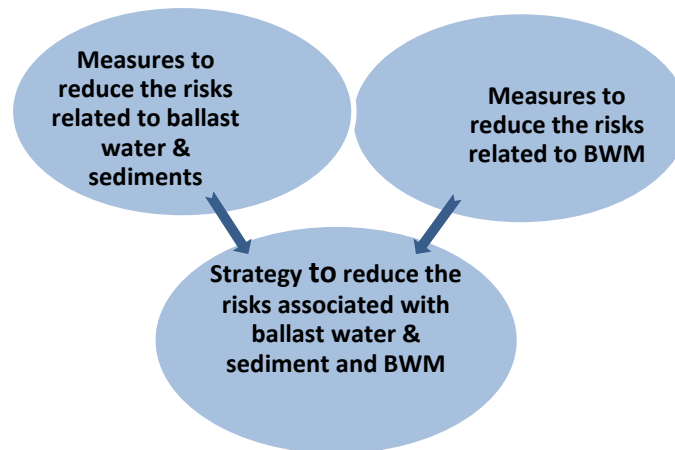 Measures to
reduce the risks
related to ballast
water &
sediments
Measures to
reduce the risks
related to BWM
Strategy to reduce the
risks associated with
ballast water &
sediment and BWM